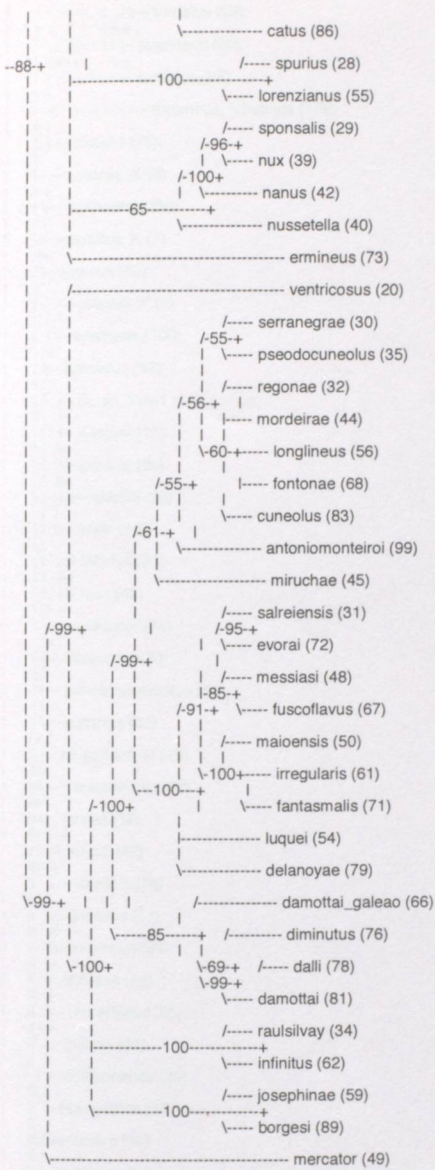 catus (86)
--88-+ | /----- spurius (28)
100
lorenzianus (55)
sponsalis (29)
/-96-+
nux (39)
/-100+
nanus (42)
65
nussetella (40)
ermineus (73)
ventricosus (20)
serranegrae (30)
/-55-+
pseudocuneolus (35)
regonae (32)
/-56-+
mordeirae (44)
\-60-+---- longlineus (56)
/-55-+ fontonae (68)
cuneolus (83)
/-61-+
antoniomonteiroi (99)
miruchae (45)
salreiensis (31)
/-99-+ /-95-+
evorai (72)
/-99-+
messiasi (48)
|-85-+
/-91-+ \----- fuscoflavus (67)
maioensis (50)
\-100+----- irregularis (61)
\---100---+
/-100+ \----- fantasmalis (71)
luquei (54)
delanoyae (79)
\-99-+ damottai_galeao (66)
85 diminutus (76)
\-69-+ /----- dalli (78)
\-100+ \-99-+
damottai (81)
raulsilvay (34)
100
infinitus (62)
josephinae (59)
100
borgesi (89)
mercator (49)